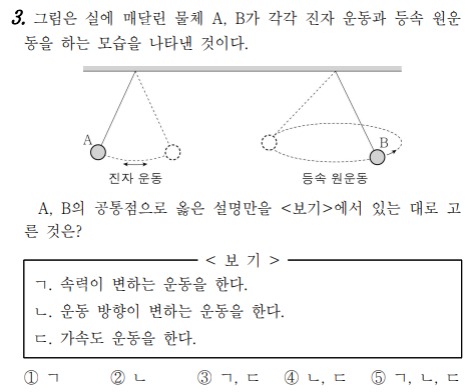 3. 그림은 실에 매달린 물체 A, B가 각각 진자 운동과 등속 원운
동을 하는 모습을 나타낸 것이다.
A
B
진자 운동
등속 원운동
A, B의 공통점으로 옳은 설명만을 <보기>에서 있는 대로 고
른 것은?
< 보 기 >
ㄱ. 속력이 변하는 운동을 한다.
ㄴ. 운동 방향이 변하는 운동을 한다.
ㄷ. 가속도 운동을 한다.
① ㄱ ② ㄴ ③ ㄱ, ㄷ ④ ㄴ, ㄷ ⑤ ㄱ, ㄴ, ㄷ